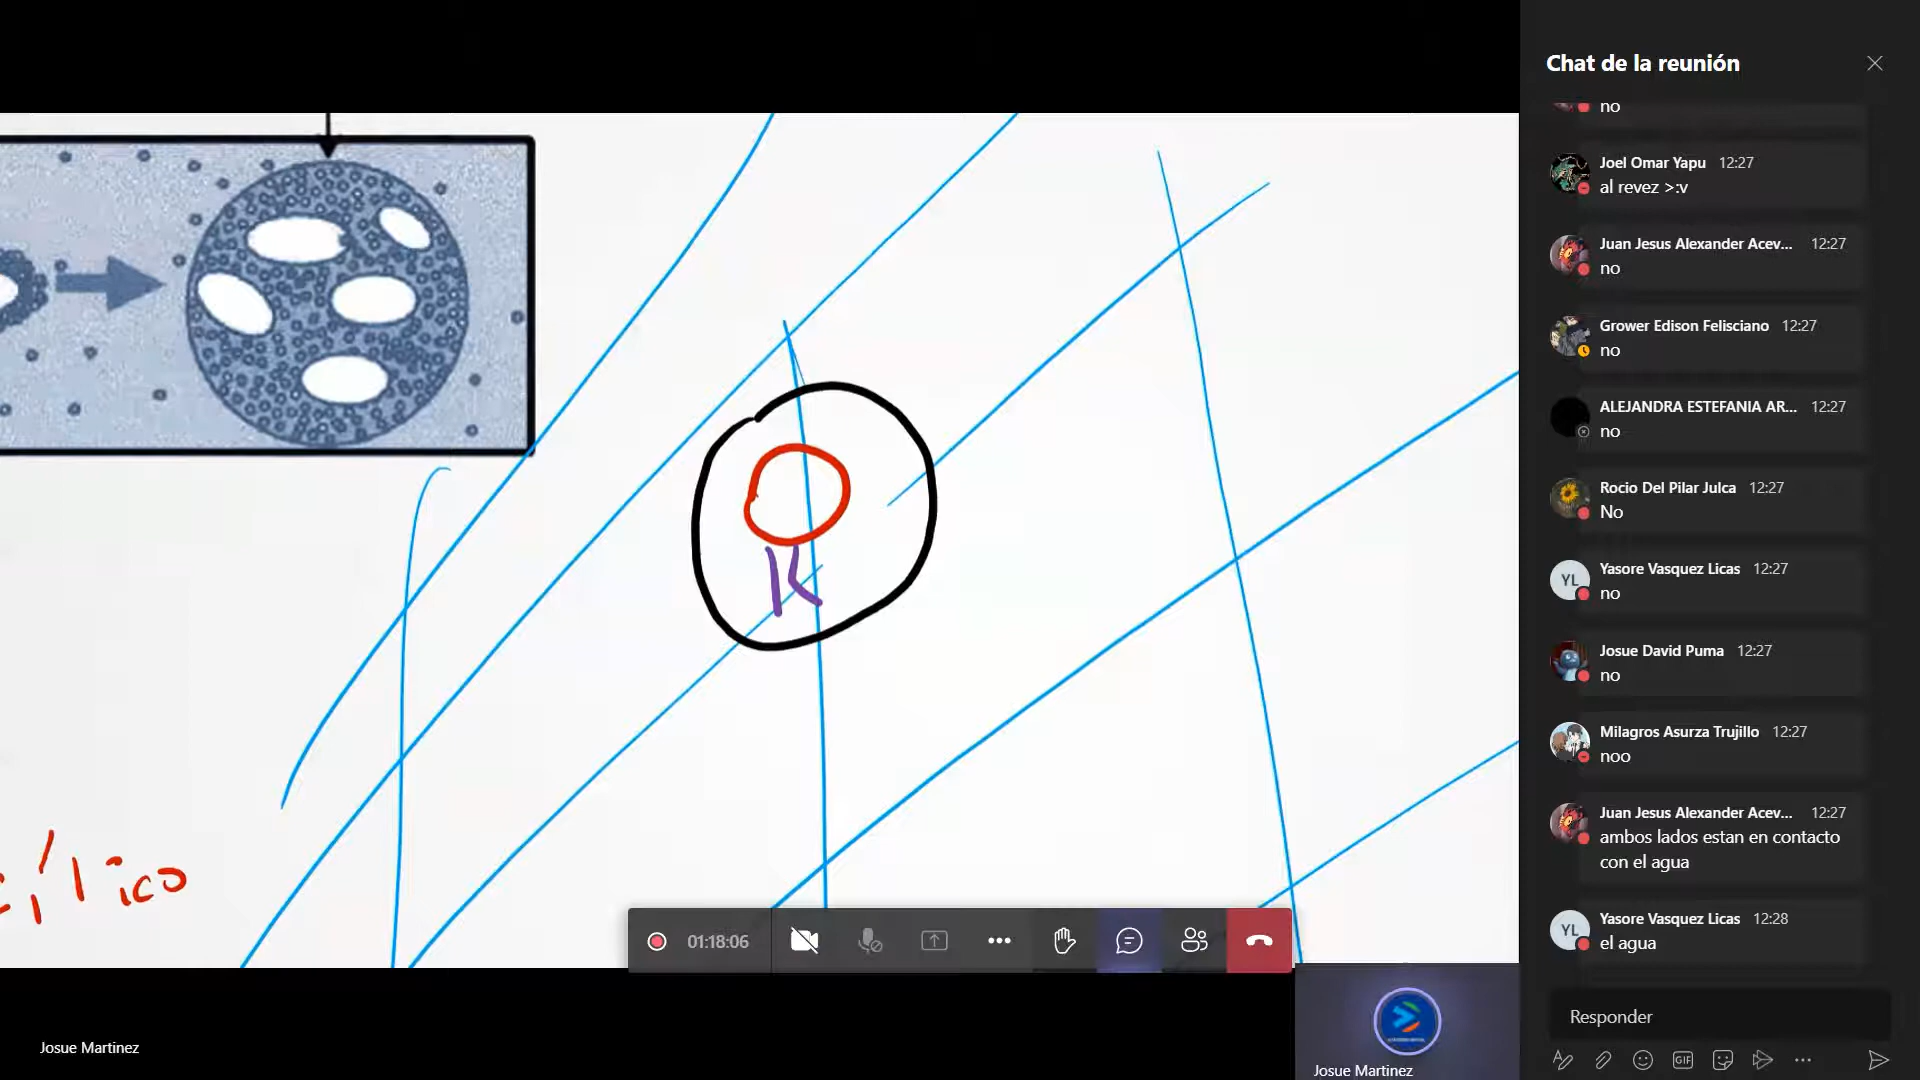 Chat de la reunión
no
Joel Omar Yapu 12:27
al revez >:v
Juan Jesus Alexander Acev... 12:27
no
Grower Edison Felisciano 12:27
no
ALEJANDRA ESTEFANIA AR... 12:27
no
Rocio Del Pilar Julca 12:27
No
YL Yasore Vasquez Licas 12:27
no
Josue David Puma 12:27
no
Milagros Asurza Trujillo 12:27
noo
Juan Jesus Alexander Acev... 12:27
ambos lados estan en contacto
con el agua
YL Yasore Vasquez Licas 12:28
el agua
Responder
GIF
01:18:06
Josue Martinez
Josue Martinez